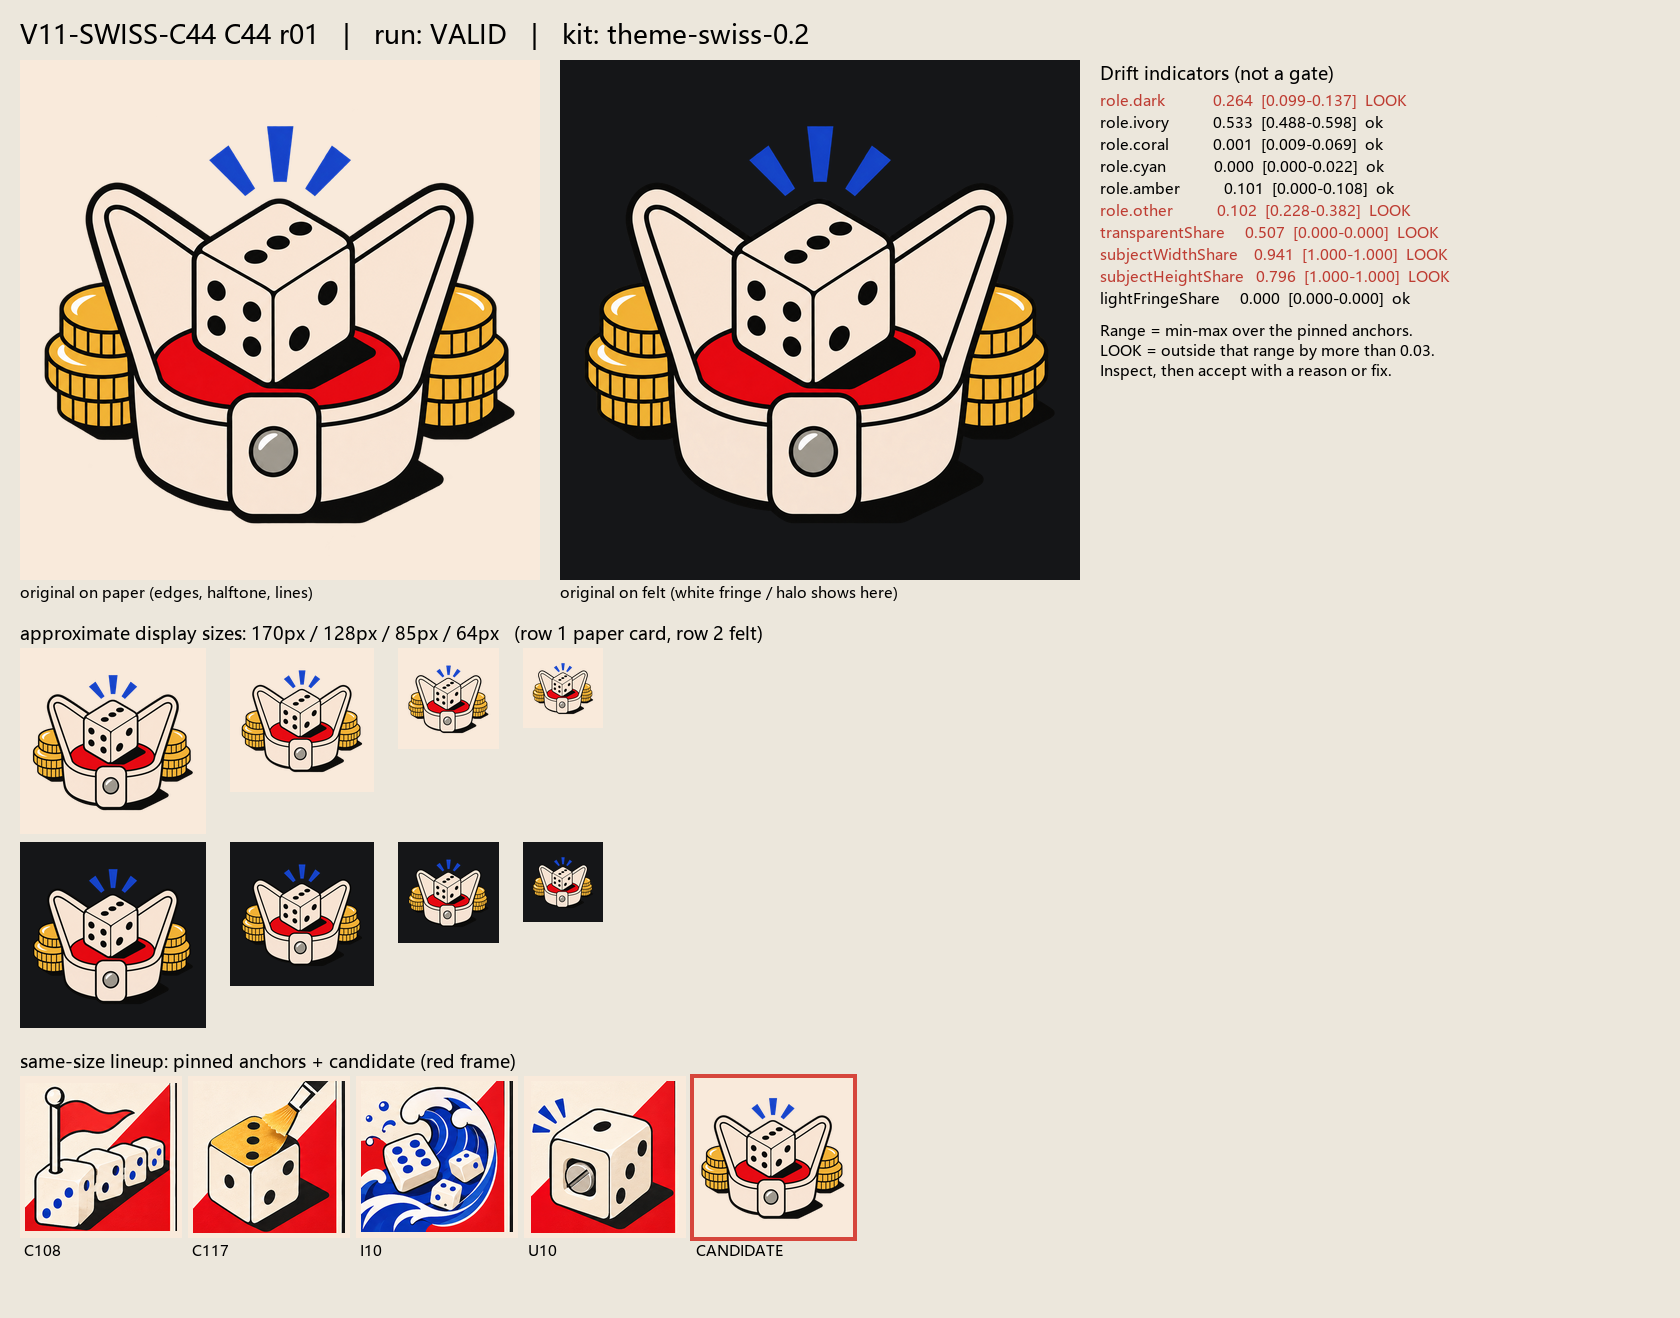 V11-SWISS-C44 C44 r01 | run: VALID | kit: theme-swiss-0.2
Drift indicators (not a gate)
role.dark 0.264 [0.099-0.137] LOOK
role.ivory 0.533 [0.488-0.598] ok
role.coral 0.001 [0.009-0.069] ok
role.cyan 0.000 [0.000-0.022] ok
role.amber 0.101 [0.000-0.108] ok
role.other 0.102 [0.228-0.382] LOOK
transparentShare 0.507 [0.000-0.000] LOOK
subjectWidthShare 0.941 [1.000-1.000] LOOK
subjectHeightShare 0.796 [1.000-1.000] LOOK
lightFringeShare 0.000 [0.000-0.000] ok
Range = min-max over the pinned anchors.
LOOK = outside that range by more than 0.03.
Inspect, then accept with a reason or fix.
original on paper (edges, halftone, lines)
original on felt (white fringe / halo shows here)
approximate display sizes: 170px / 128px / 85px / 64px (row 1 paper card, row 2 felt)
same-size lineup: pinned anchors + candidate (red frame)
C108
C117
I10
U10
CANDIDATE